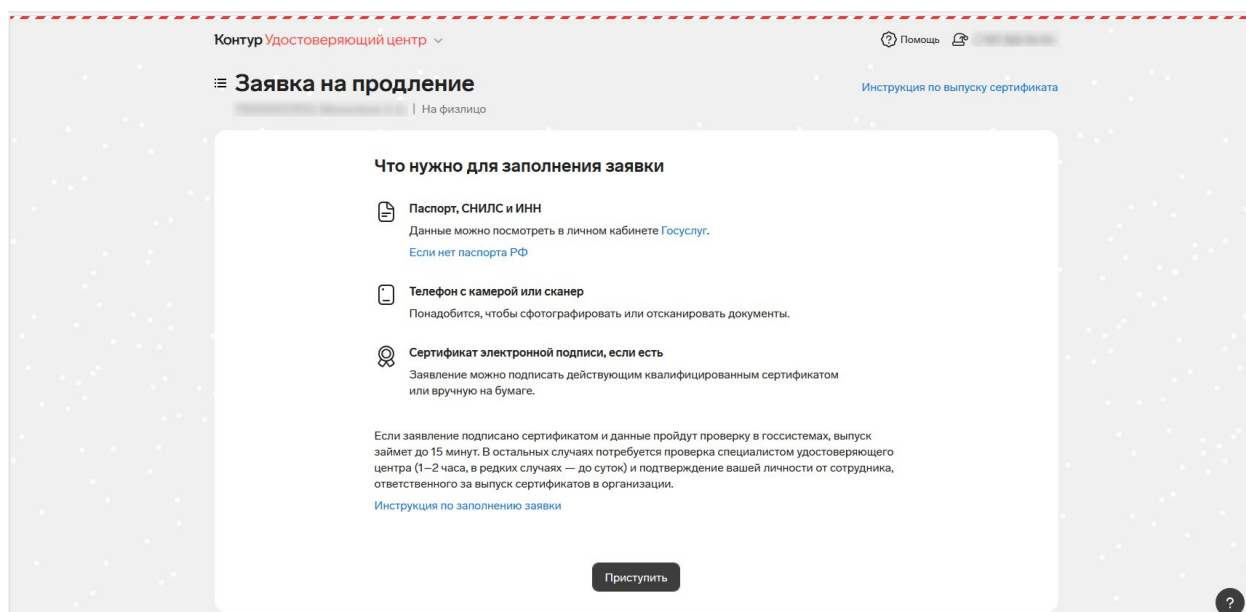 Контур Удостоверяющий центр
Помощь
Заявка на продление
Инструкция по выпуску сертификата
| На физлицо
Что нужно для заполнения заявки
Паспорт, СНИЛС и ИНН
Данные можно посмотреть в личном кабинете Госуслуг.
Если нет паспорта РФ
Телефон с камерой или сканер
Понадобится, чтобы сфотографировать или отсканировать документы.
Сертификат электронной подписи, если есть
Заявление можно подписать действующим квалифицированным сертификатом
или вручную на бумаге.
Если заявление подписано сертификатом и данные пройдут проверку в госсистемах, выпуск
займет до 15 минут. В остальных случаях потребуется проверка специалистом удостоверяющего
центра (1–2 часа, в редких случаях — до суток) и подтверждение вашей личности от сотрудника,
ответственного за выпуск сертификатов в организации.
Инструкция по заполнению заявки
Приступить
?